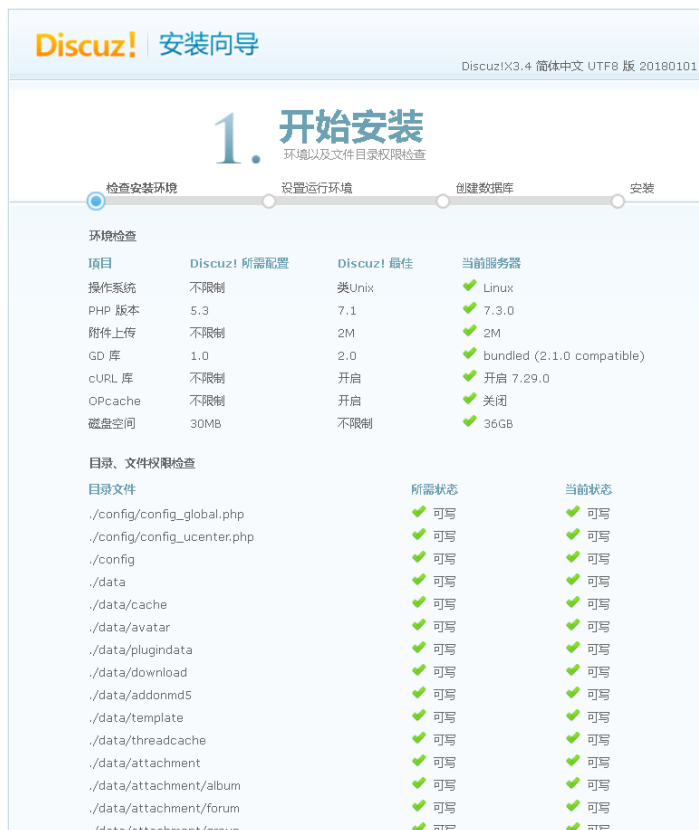 Discuz! 安装向导
Discuz!X3.4 简体中文 UTF8 版 20180101
1. 开始安装
环境以及文件目录权限检查
检查安装环境 设置运行环境 创建数据库 安装
环境检查
项目 Discuz! 所需配置 Discuz! 最佳 当前服务器
操作系统 不限制 类Unix Linux
PHP 版本 5.3 7.1 7.3.0
附件上传 不限制 2M 2M
GD 库 1.0 2.0 bundled (2.1.0 compatible)
cURL 库 不限制 开启 开启 7.29.0
OPcache 不限制 开启 关闭
磁盘空间 30MB 不限制 36GB
目录、文件权限检查
目录文件 所需状态 当前状态
./config/config_global.php 可写 可写
./config/config_ucenter.php 可写 可写
./config 可写 可写
./data 可写 可写
./data/cache 可写 可写
./data/avatar 可写 可写
./data/plugindata 可写 可写
./data/download 可写 可写
./data/addonmd5 可写 可写
./data/template 可写 可写
./data/threadcache 可写 可写
./data/attachment 可写 可写
./data/attachment/album 可写 可写
./data/attachment/forum 可写 可写
./data/attachment/group 可写 可写